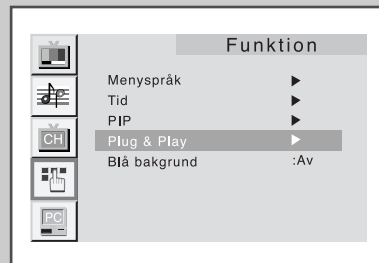 Funktion
Menyspråk ▶
Tid ▶
PIP ▶
Plug & Play ▶
Blå bakgrund :Av
CH
PC